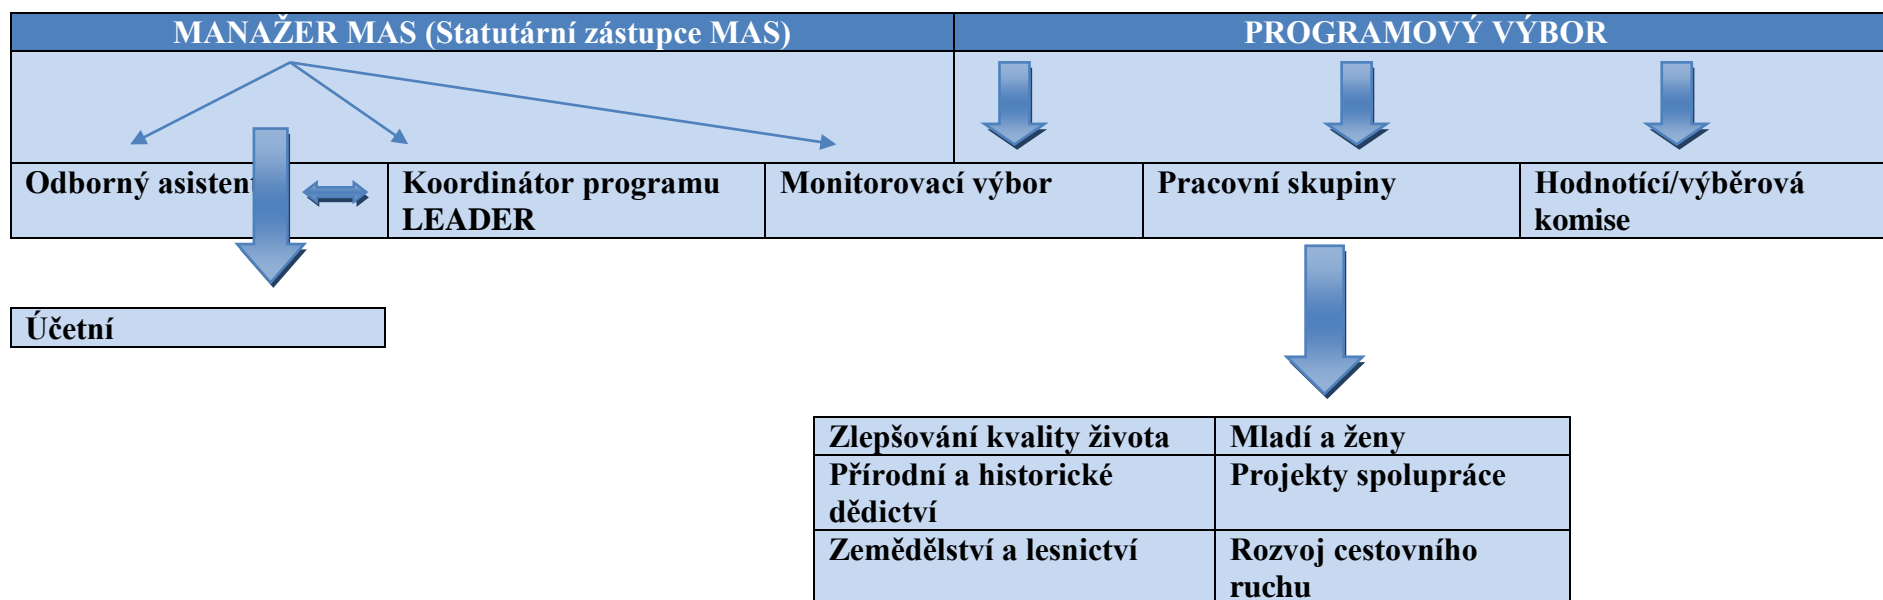 MANAŽER MAS (Statutární zástupce MAS)
PROGRAMOVÝ VÝBOR
Odborný asistent
Koordinátor programu
LEADER
Monitorovací výbor
Pracovní skupiny
Hodnotící/výběrová
komise
Účetní
Zlepšování kvality života
Mladí a ženy
Přírodní a historické
dědictví
Projekty spolupráce
Zemědělství a lesnictví
Rozvoj cestovního
ruchu